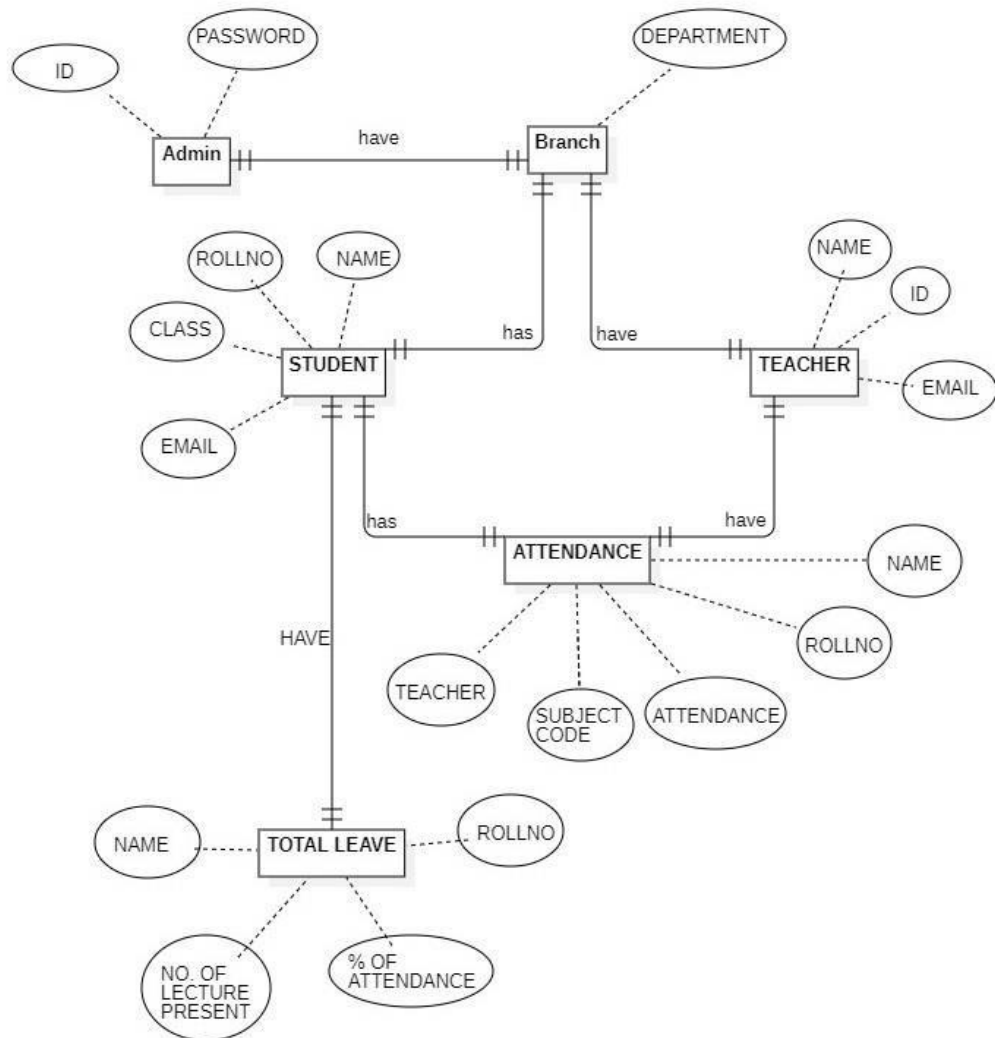 PASSWORD
DEPARTMENT
ID
have
Admin
Branch
NAME
ROLLNO
NAME
ID
CLASS
has
have
STUDENT
TEACHER
EMAIL
EMAIL
has
have
ATTENDANCE
NAME
HAVE
ROLLNO
TEACHER
SUBJECT
CODE
ATTENDANCE
ROLLNO
NAME
TOTAL LEAVE
% OF
ATTENDANCE
NO. OF
LECTURE
PRESENT